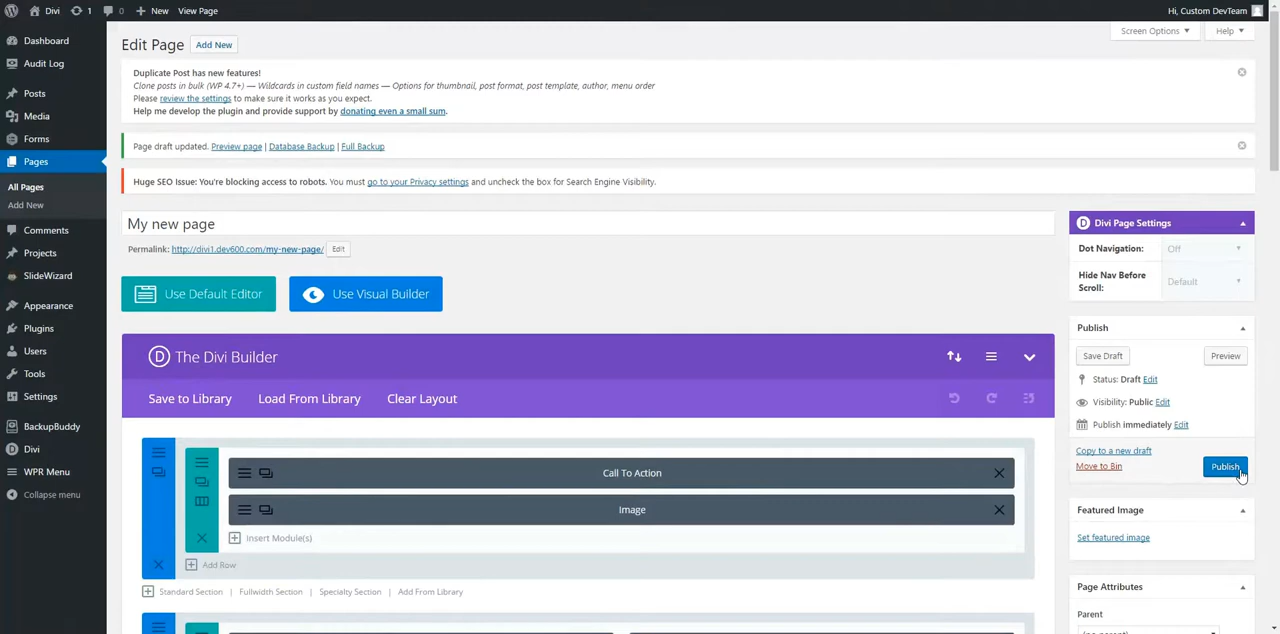 Divi
1
0
New
View Page
Hi, Custom DevTeam
Dashboard
Audit Log
Posts
Media
Forms
Pages
All Pages
Add New
Comments
Projects
SlideWizard
Appearance
Plugins
Users
Tools
Settings
BackupBuddy
Divi
WPR Menu
Collapse menu
Edit Page
Add New
Screen Options
Help
Duplicate Post has new features!
Clone posts in bulk (WP 4.7+) — Wildcards in custom field names — Options for thumbnail, post format, post template, author, menu order
Please review the settings to make sure it works as you expect.
Help me develop the plugin and provide support by donating even a small sum.
Page draft updated. Preview page | Database Backup | Full Backup
Huge SEO Issue: You're blocking access to robots. You must go to your Privacy settings and uncheck the box for Search Engine Visibility.
My new page
Permalink: http://divi1.dev600.com/my-new-page/ Edit
Use Default Editor
Use Visual Builder
D The Divi Builder
Save to Library
Load From Library
Clear Layout
Call To Action
Image
Insert Module(s)
Add Row
Standard Section | Fullwidth Section | Specialty Section | Add From Library
D Divi Page Settings
Dot Navigation:
Off
Hide Nav Before
Scroll:
Default
Publish
Save Draft
Preview
Status: Draft Edit
Visibility: Public Edit
Publish immediately Edit
Copy to a new draft
Move to Bin
Publish
Featured Image
Set featured image
Page Attributes
Parent
(no parent)